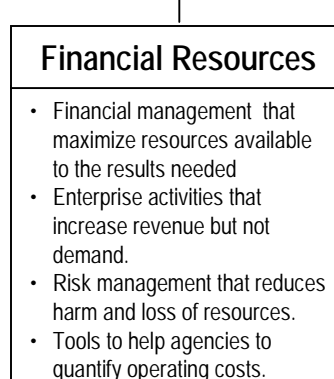 Financial Resources
• Financial management that
maximize resources available
to the results needed
• Enterprise activities that
increase revenue but not
demand.
• Risk management that reduces
harm and loss of resources.
• Tools to help agencies to
quantify operating costs.